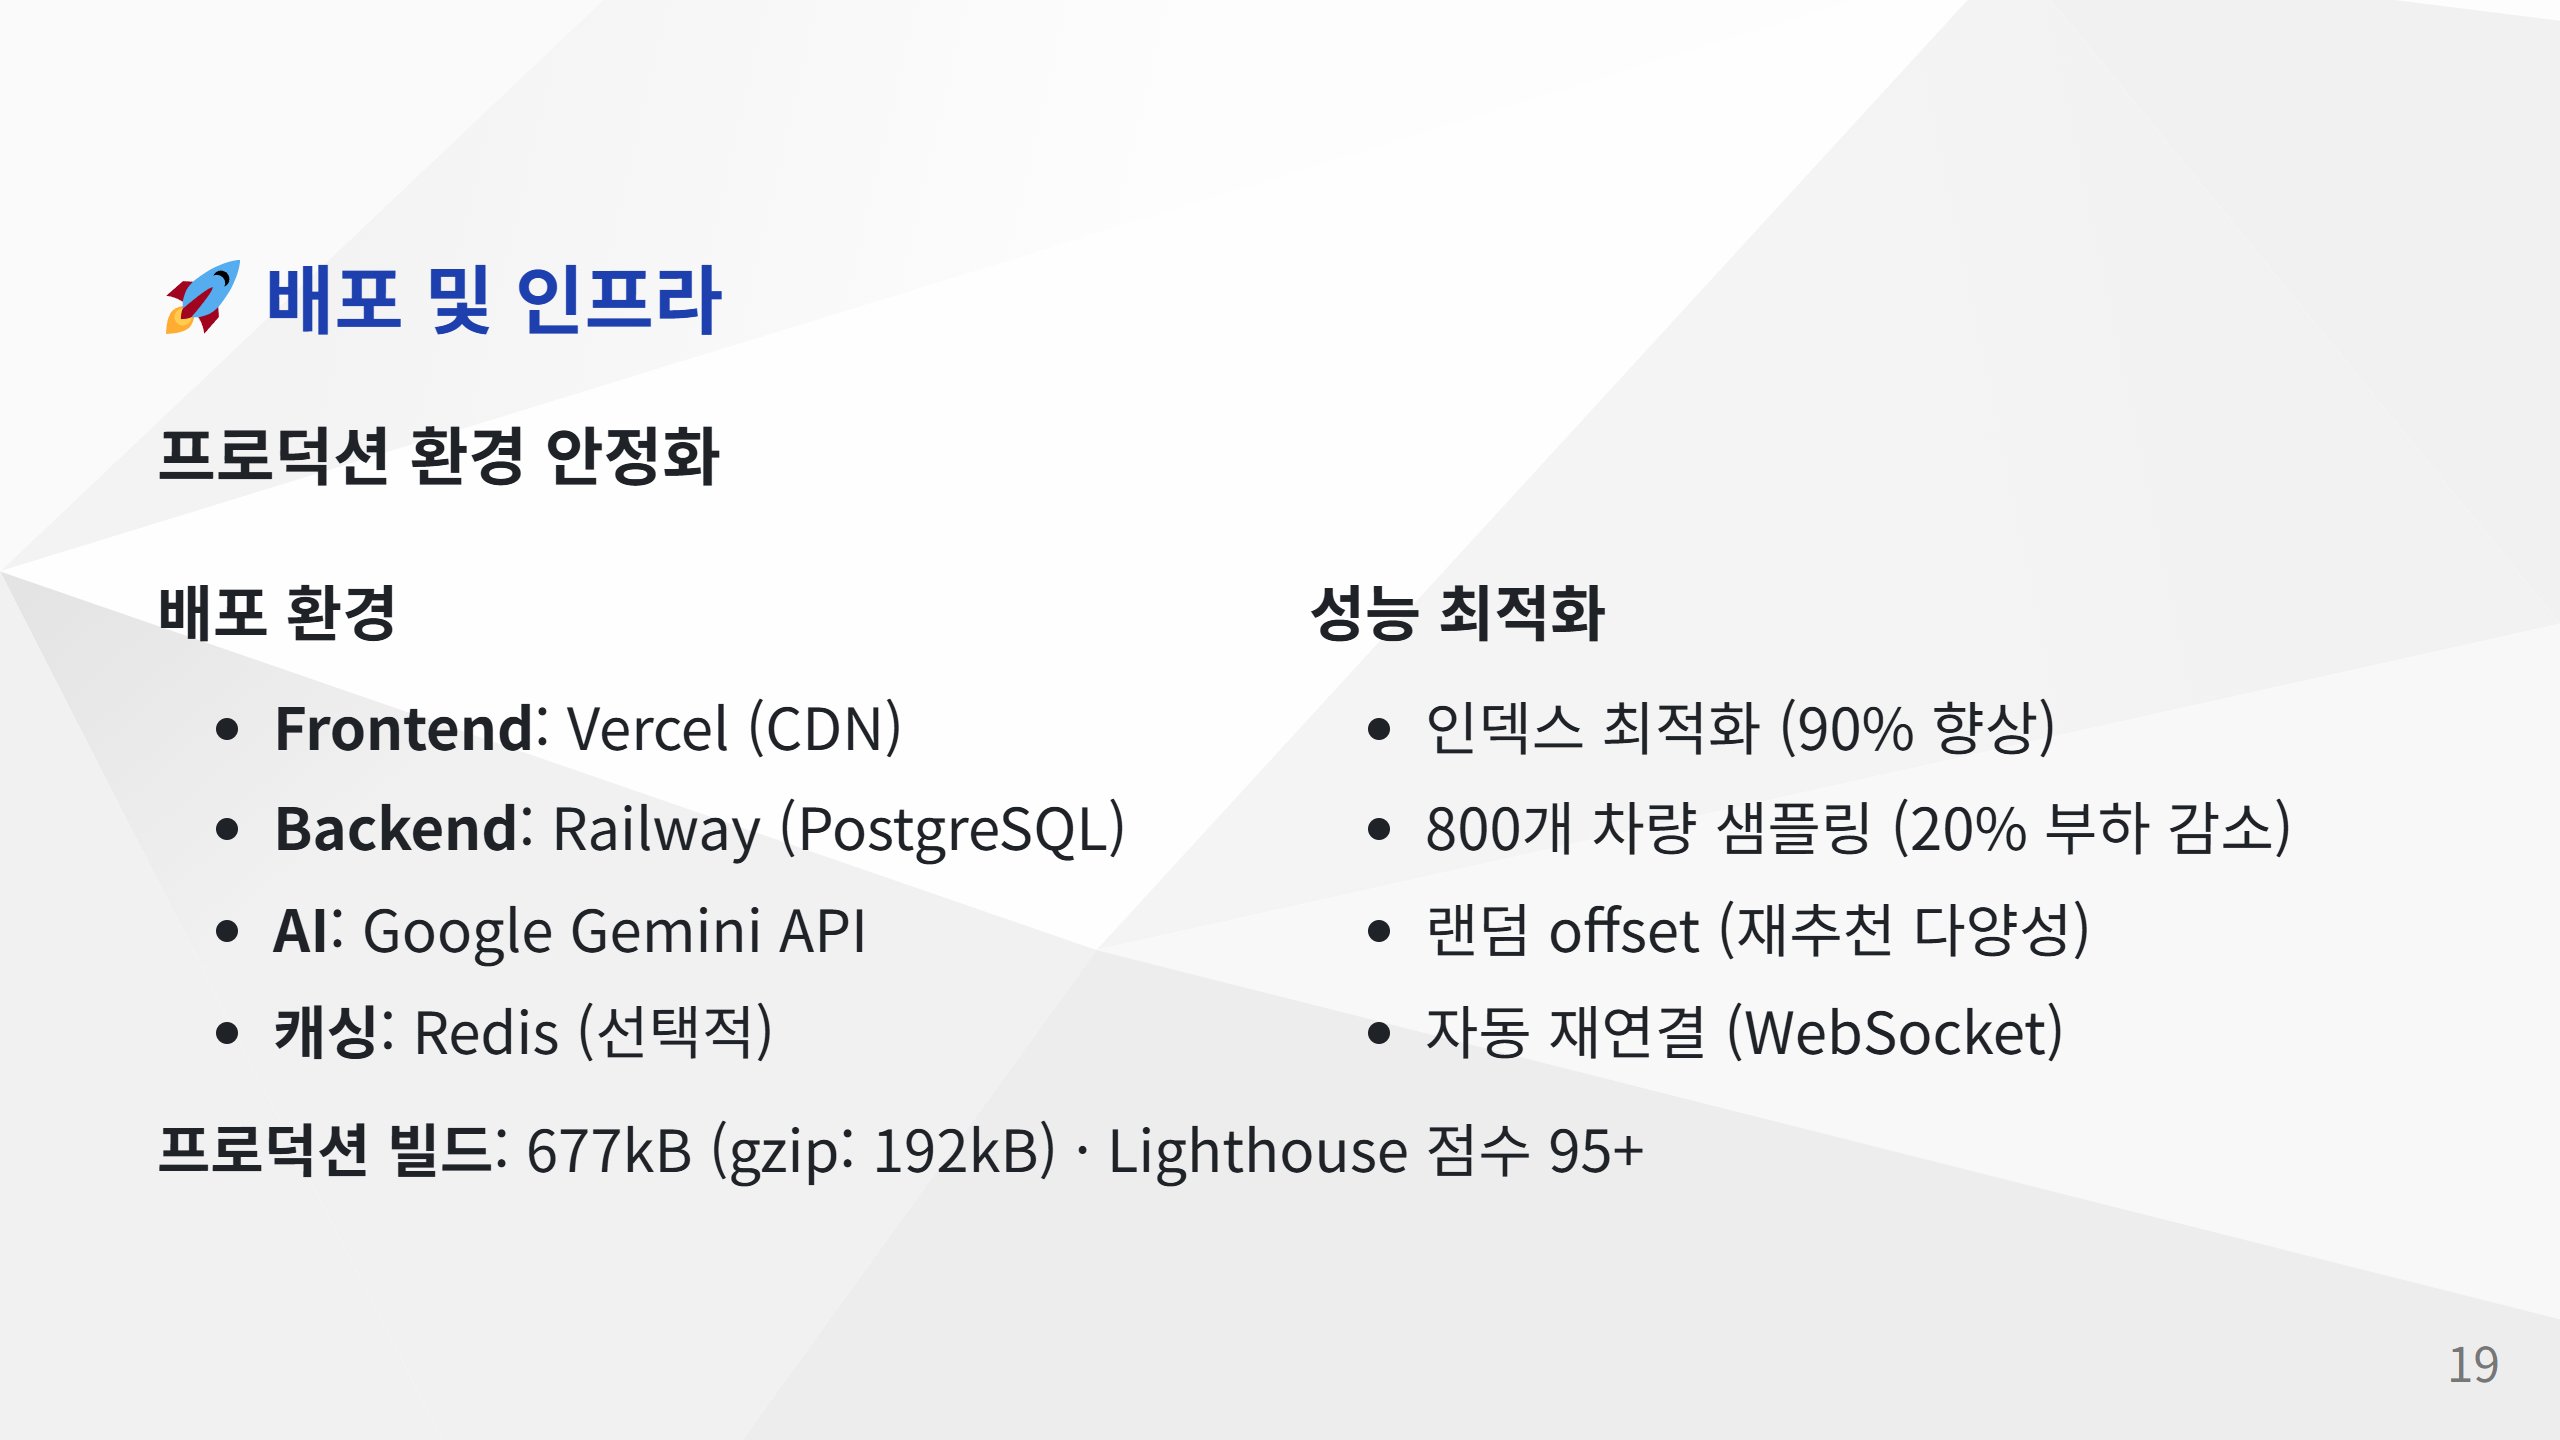 🚀 배포 및 인프라
프로덕션 환경 안정화
배포 환경
• Frontend: Vercel (CDN)
• Backend: Railway (PostgreSQL)
• AI: Google Gemini API
• 캐싱: Redis (선택적)
성능 최적화
• 인덱스 최적화 (90% 향상)
• 800개 차량 샘플링 (20% 부하 감소)
• 랜덤 offset (재추천 다양성)
• 자동 재연결 (WebSocket)
프로덕션 빌드: 677kB (gzip: 192kB) · Lighthouse 점수 95+
19